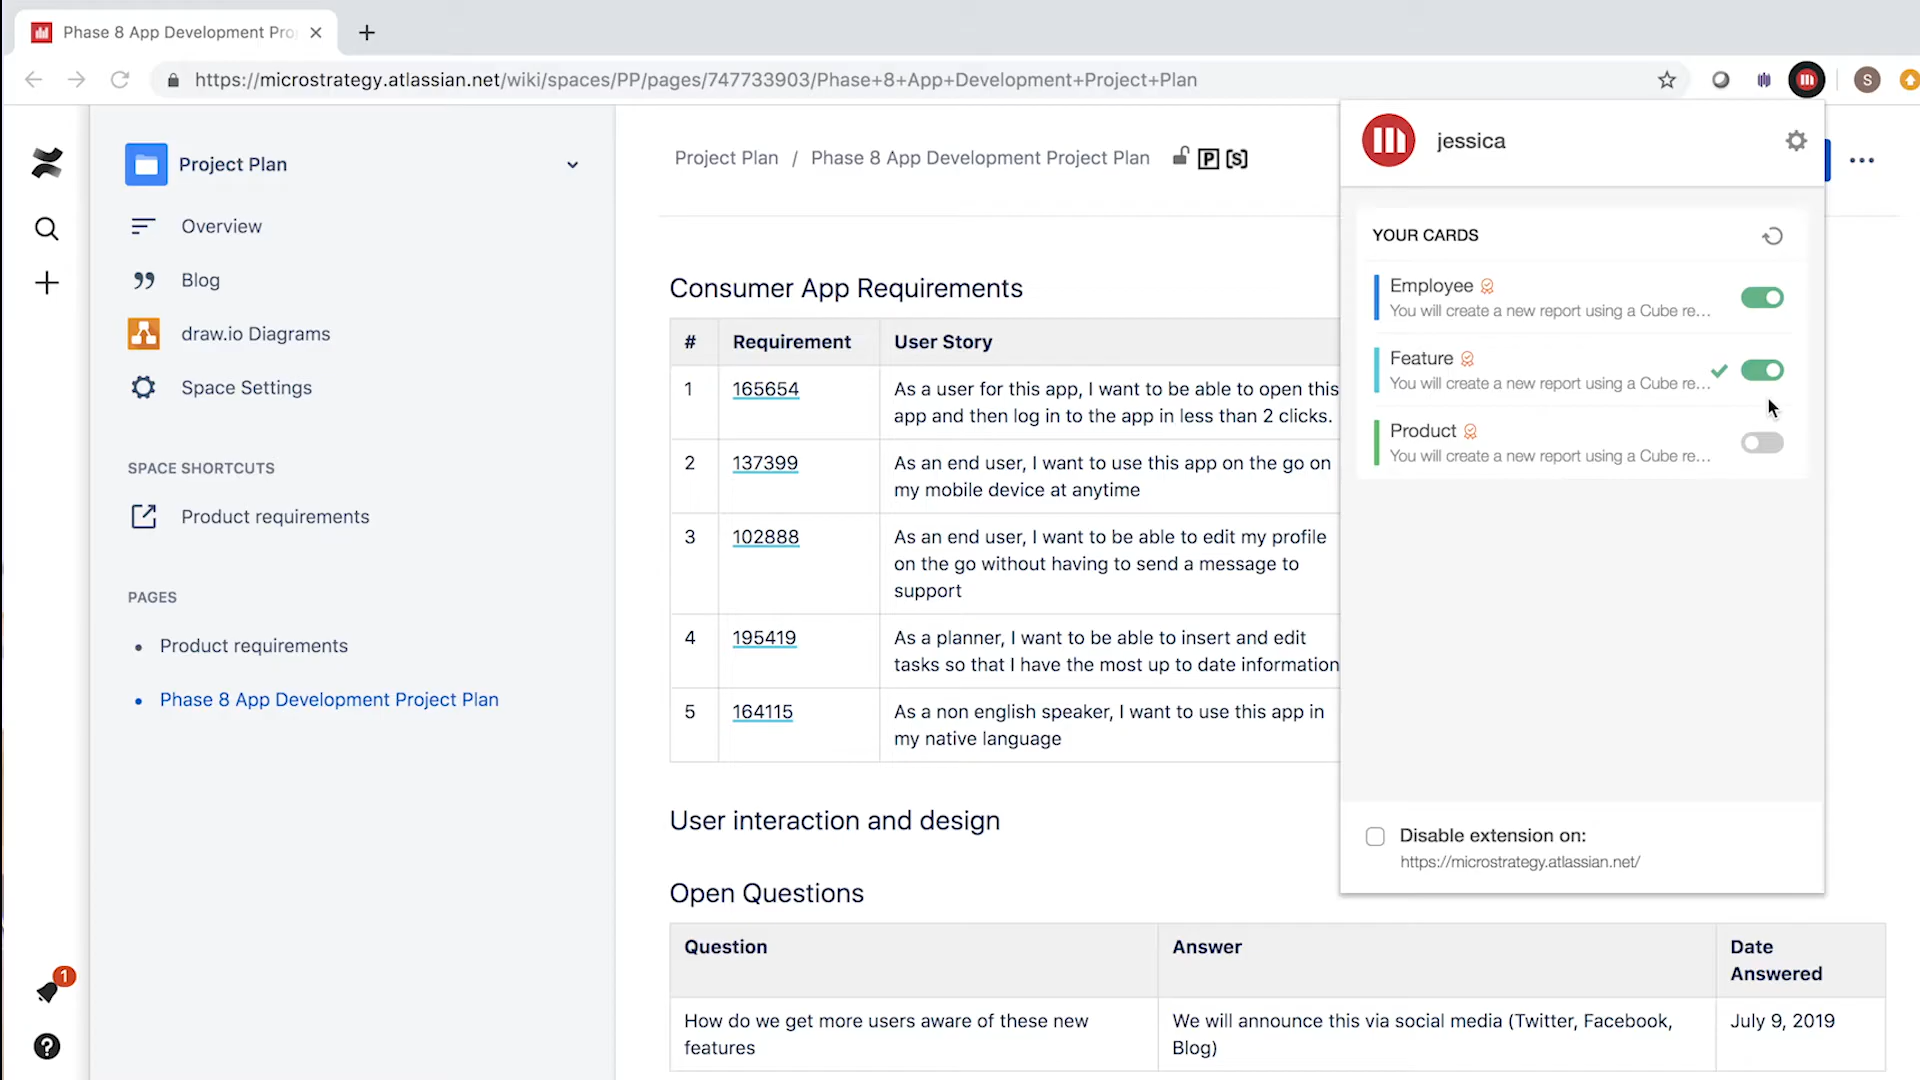 Phase 8 App Development Pro
https://microstrategy.atlassian.net/wiki/spaces/PP/pages/747733903/Phase+8+App+Development+Project+Plan
S
Project Plan
Overview
Blog
draw.io Diagrams
Space Settings
SPACE SHORTCUTS
Product requirements
PAGES
• Product requirements
• Phase 8 App Development Project Plan
1
Project Plan / Phase 8 App Development Project Plan
P [S]
Consumer App Requirements
# Requirement User Story
1 165654 As a user for this app, I want to be able to open this
app and then log in to the app in less than 2 clicks.
2 137399 As an end user, I want to use this app on the go on
my mobile device at anytime
3 102888 As an end user, I want to be able to edit my profile
on the go without having to send a message to
support
4 195419 As a planner, I want to be able to insert and edit
tasks so that I have the most up to date information
5 164115 As a non english speaker, I want to use this app in
my native language
User interaction and design
Open Questions
Question Answer Date
Answered
How do we get more users aware of these new
features
We will announce this via social media (Twitter, Facebook,
Blog)
July 9, 2019
jessica
YOUR CARDS
Employee
You will create a new report using a Cube re...
Feature
You will create a new report using a Cube re...
Product
You will create a new report using a Cube re...
Disable extension on:
https://microstrategy.atlassian.net/